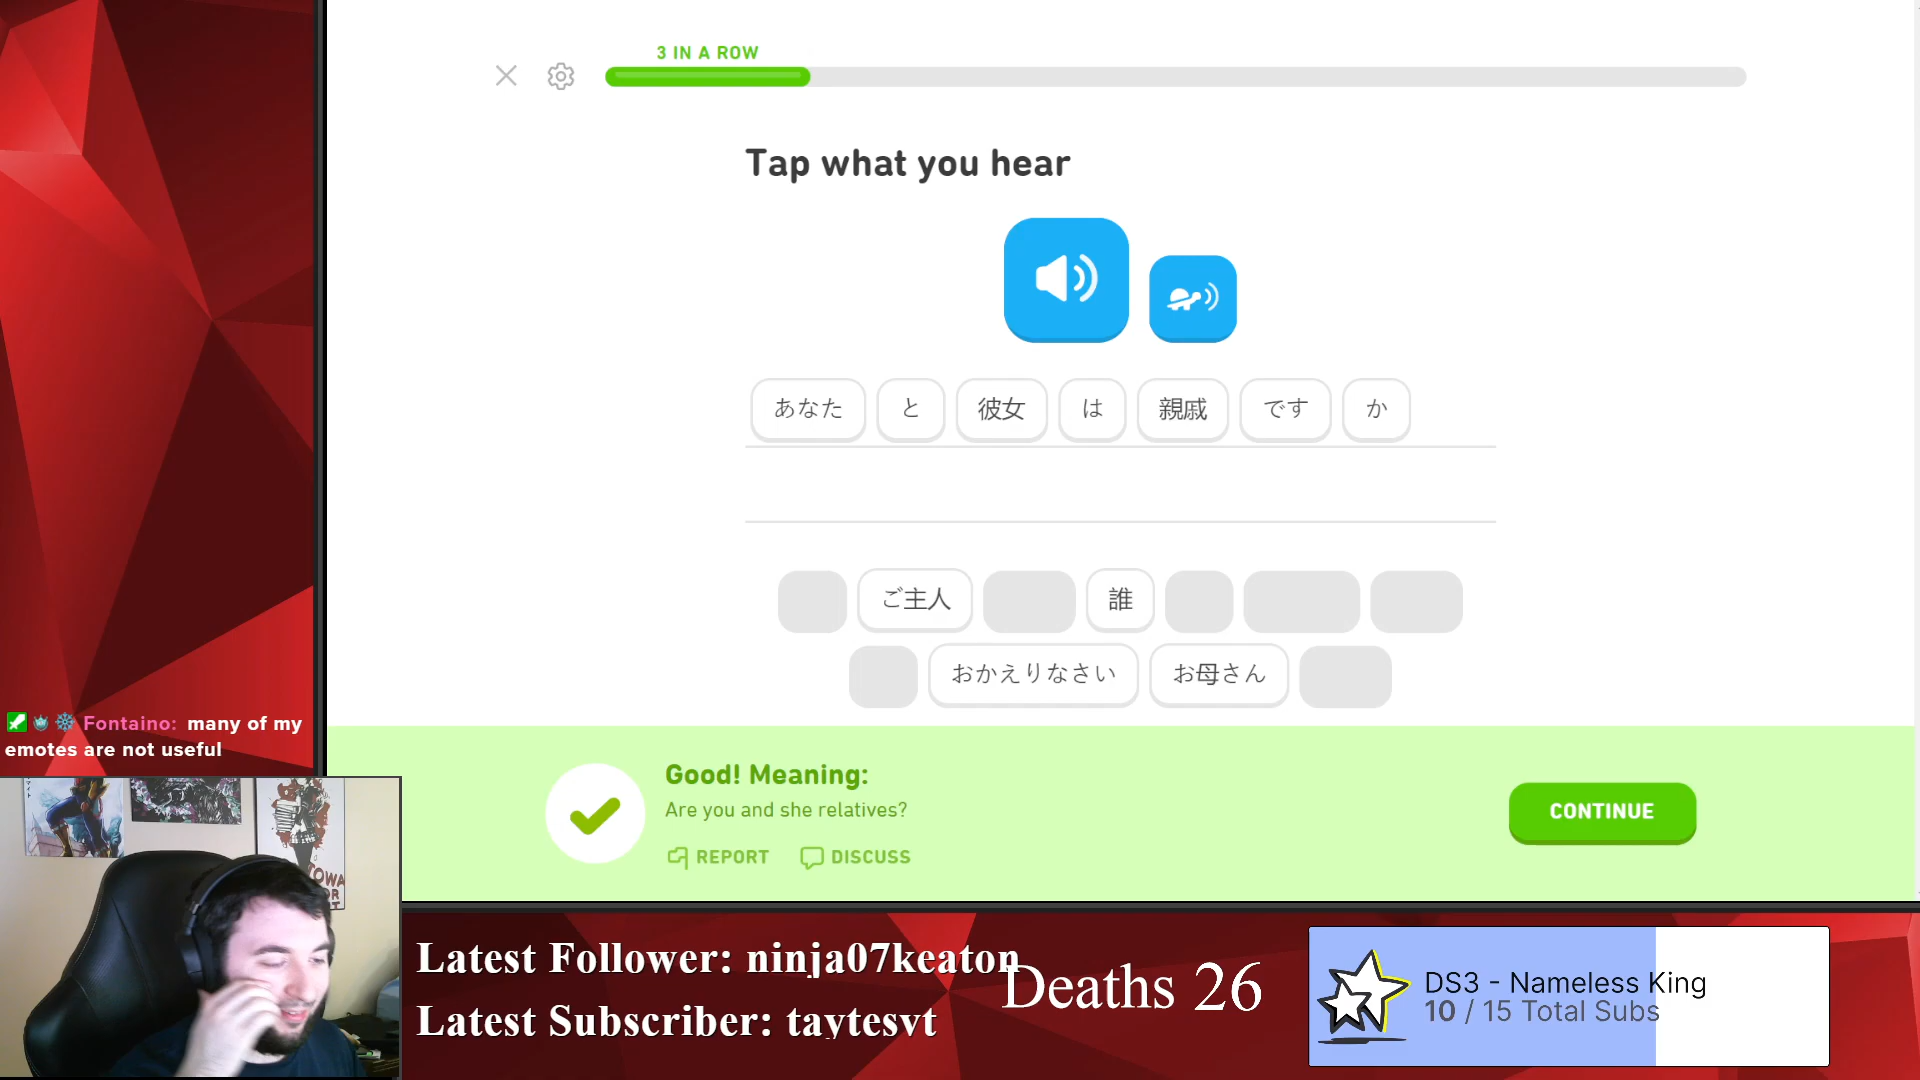 3 IN A ROW
Tap what you hear
あなた と 彼女 は 親戚 です か
ご主人 誰
おかえりなさい お母さん
Good! Meaning:
Are you and she relatives?
REPORT DISCUSS
CONTINUE
Fontaino: many of my
emotes are not useful
TOWA
OR
Latest Follower: ninja07keaton
Latest Subscriber: taytesvt
Deaths 26
DS3 - Nameless King
10 / 15 Total Subs